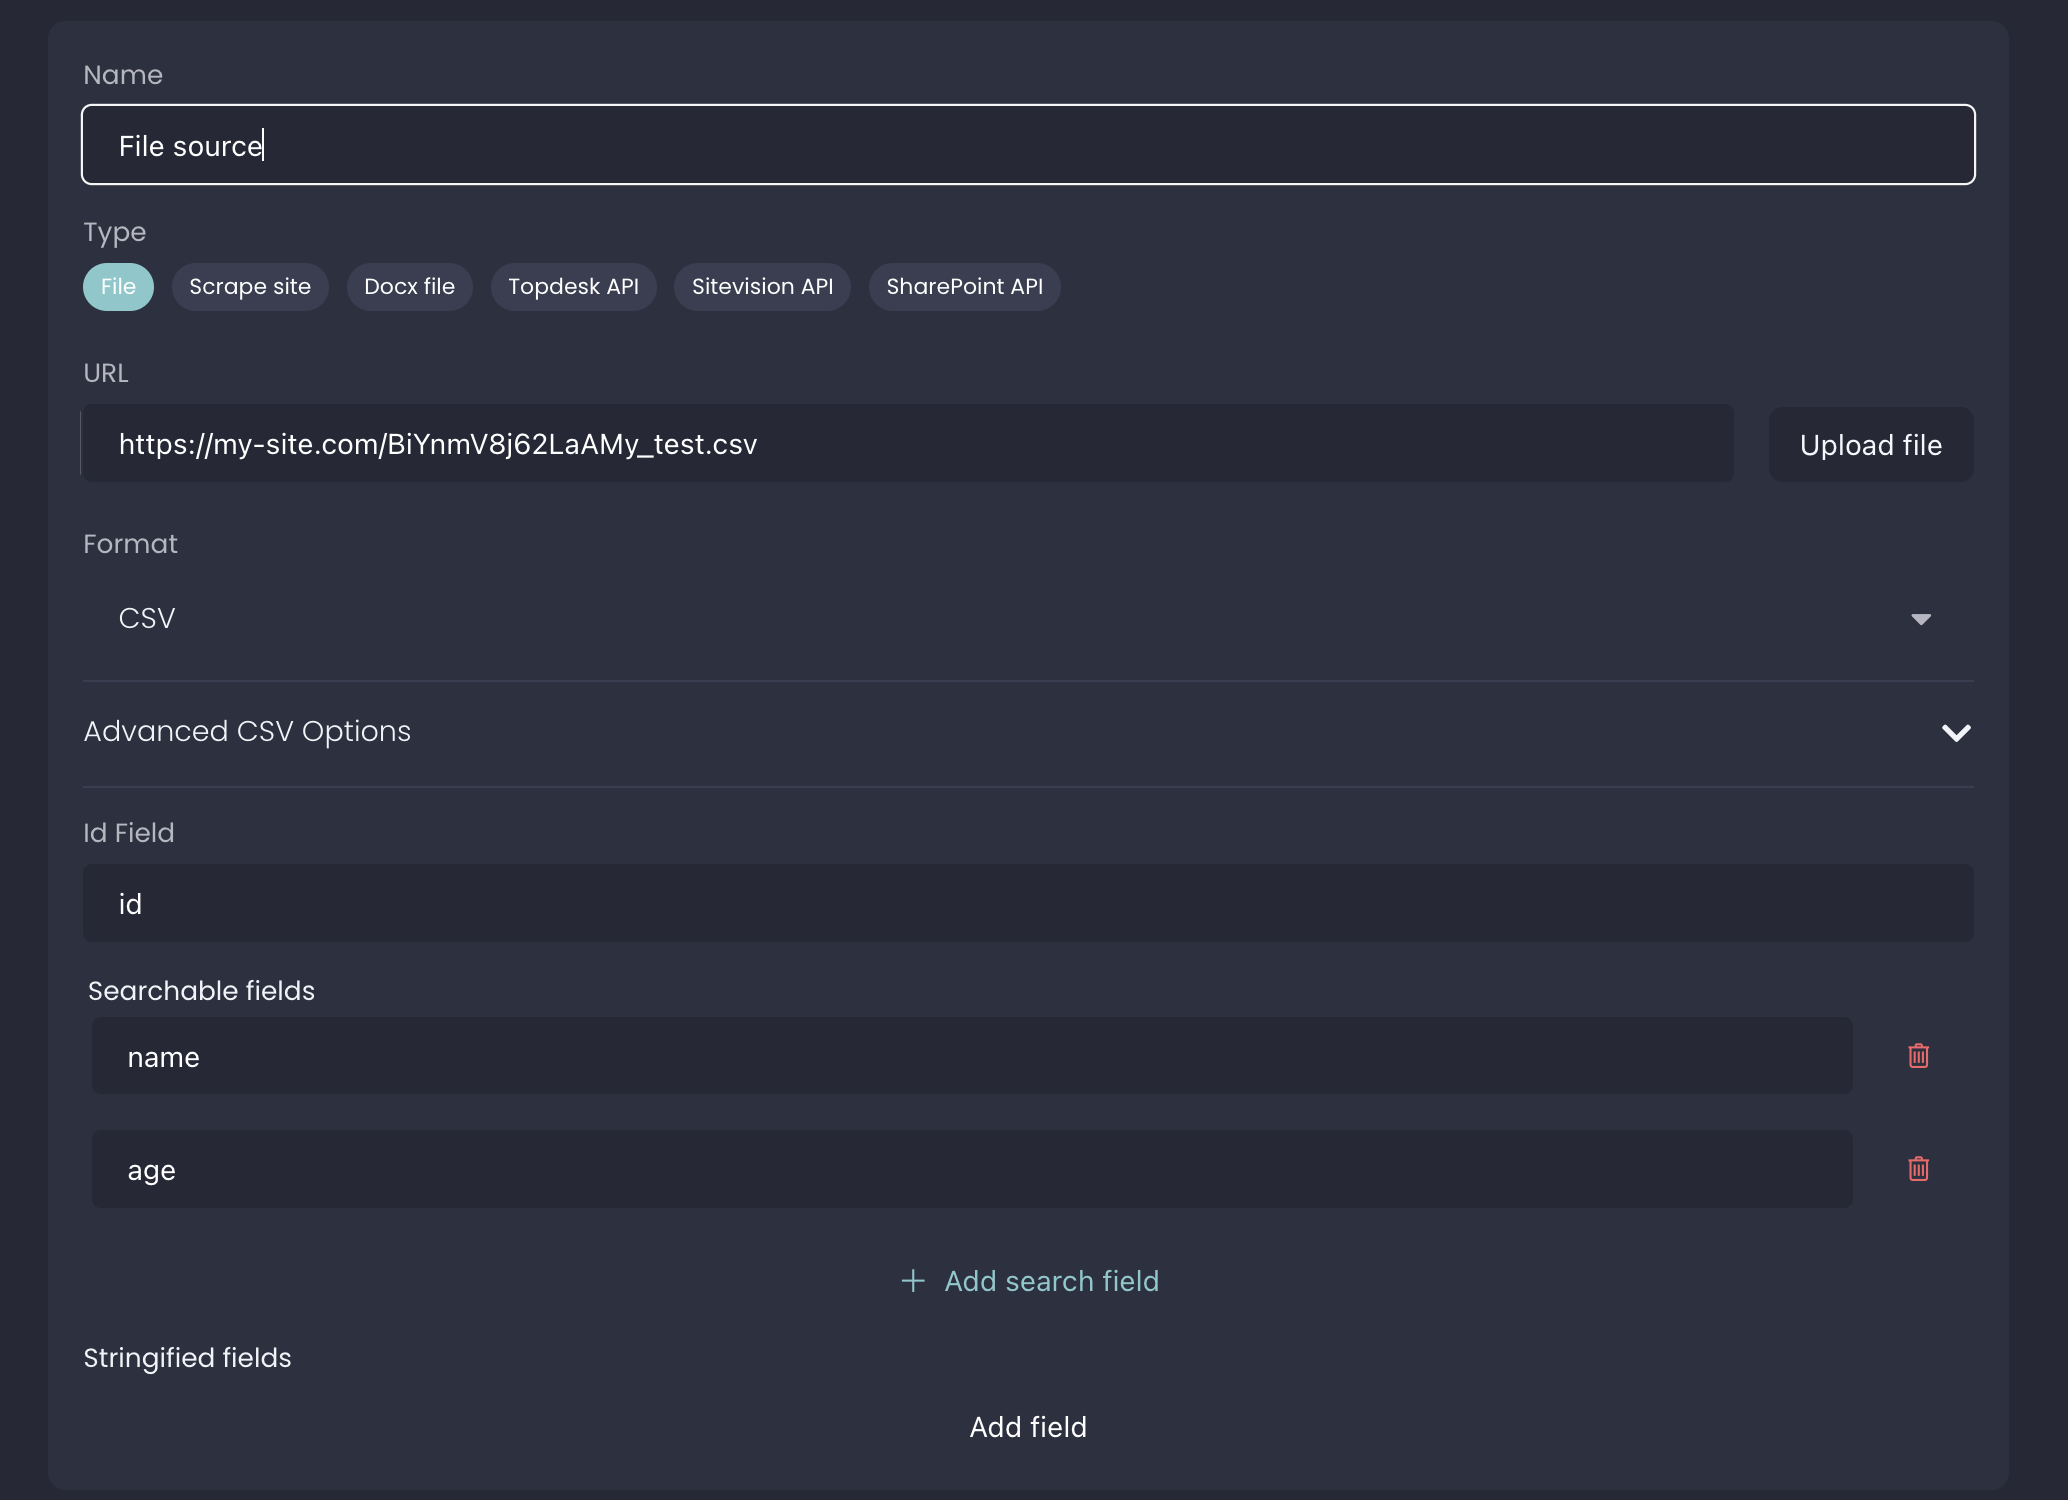 Name
File source
Type
File Scrape site Docx file Topdesk API Sitevision API SharePoint API
URL
https://my-site.com/BiYnmV8j62LaAMy_test.csv Upload file
Format
CSV
Advanced CSV Options
Id Field
id
Searchable fields
name
age
+ Add search field
Stringified fields
Add field